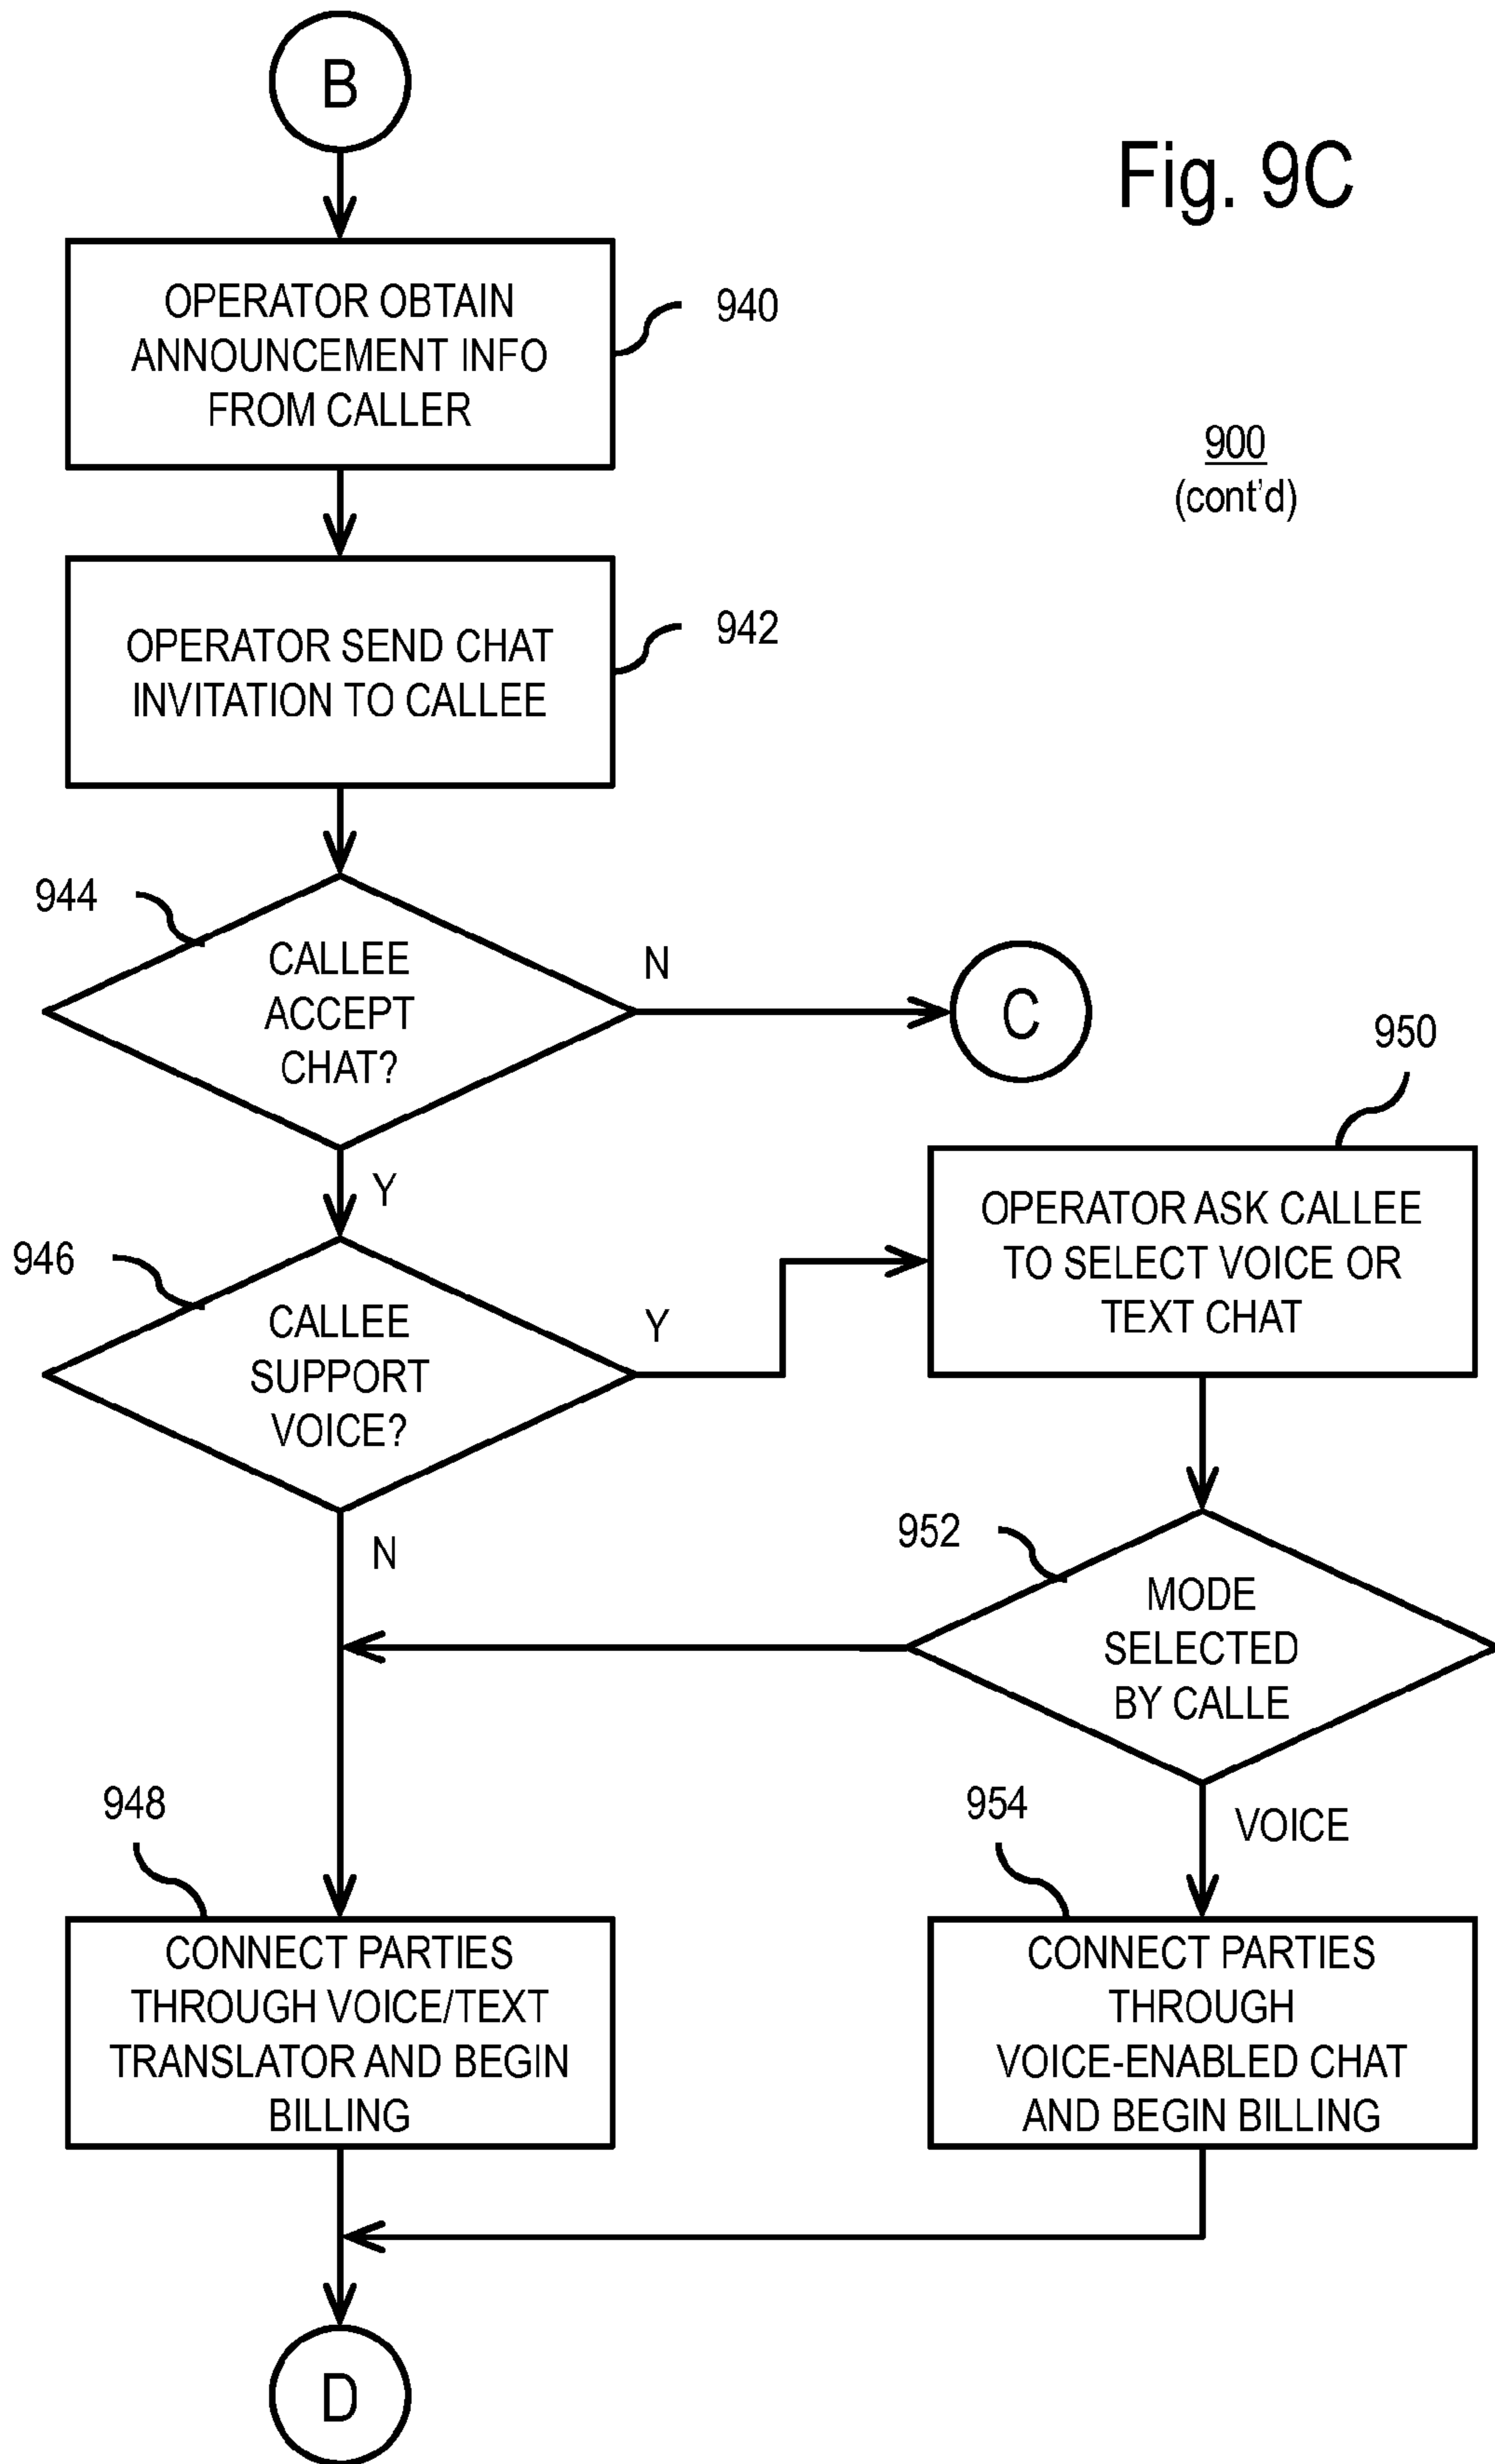 B
Fig. 9C
OPERATOR OBTAIN
ANNOUNCEMENT INFO
FROM CALLER
940
900
(cont'd)
OPERATOR SEND CHAT
INVITATION TO CALLEE
942
944
CALLEE
ACCEPT
CHAT?
N
C
Y
950
OPERATOR ASK CALLEE
TO SELECT VOICE OR
TEXT CHAT
946
CALLEE
SUPPORT
VOICE?
Y
N
952
MODE
SELECTED
BY CALLE
948
954
VOICE
CONNECT PARTIES
THROUGH VOICE/TEXT
TRANSLATOR AND BEGIN
BILLING
CONNECT PARTIES
THROUGH
VOICE-ENABLED CHAT
AND BEGIN BILLING
D